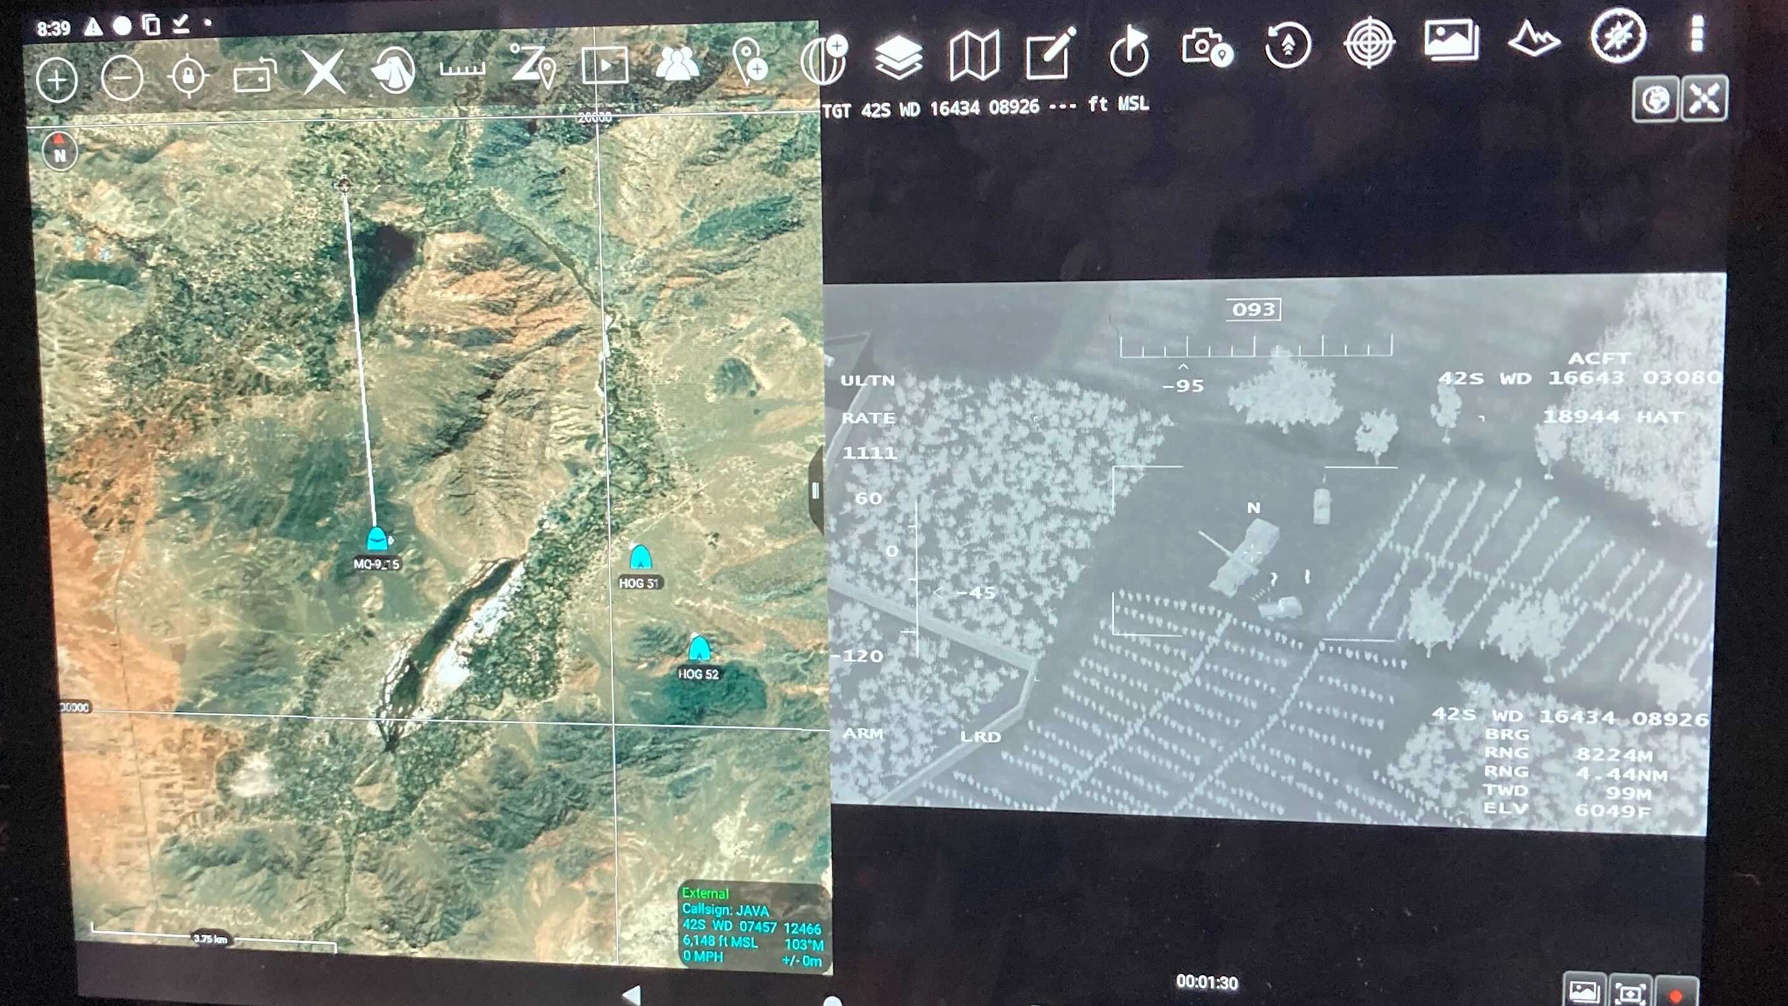 8:39
TGT 42S WD 16434 08926 --- ft MSL
N
20000
MQ-9_15
HOG 51
HOG 52
00000
3.75 km
External
Callsign: JAVA
42S WD 07457 12466
6,148 ft MSL 103°M
0 MPH +/- 0m
093
-95
ULTN
RATE
1111
60
0
-45
-120
ARM
LRD
N
ACFT
42S WD 16643 03080
18944 HAT
42S WD 16434 08926
BRG
RNG 8224M
RNG 4.44NM
TWD 99M
ELV 6049F
00:01:30